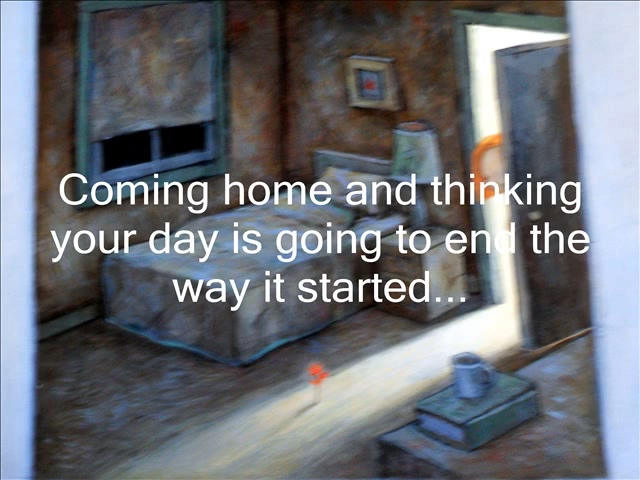 Coming home and thinking
your day is going to end the
way it started...